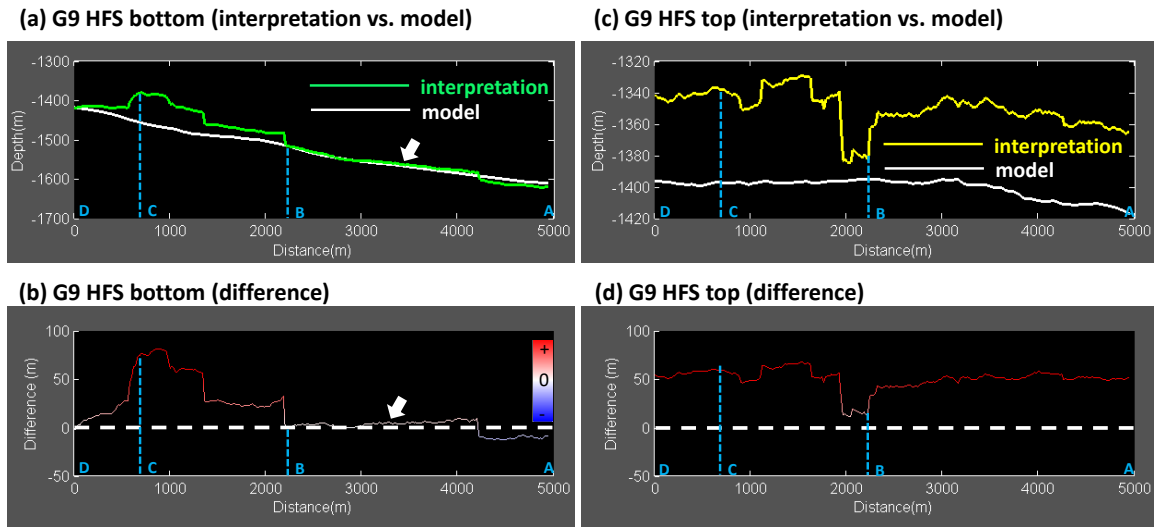 (a) G9 HFS bottom (interpretation vs. model)
-1300
-1400
-1500
-1600
-1700
Depth(m)
interpretation
model
D
C
B
A
0
1000
2000
3000
4000
5000
Distance(m)
(c) G9 HFS top (interpretation vs. model)
-1320
-1340
-1360
-1380
-1400
-1420
Depth(m)
interpretation
model
D
C
B
A
0
1000
2000
3000
4000
5000
Distance(m)
(b) G9 HFS bottom (difference)
100
50
0
-50
Difference (m)
+
0
-
D
C
B
A
0
1000
2000
3000
4000
5000
Distance(m)
(d) G9 HFS top (difference)
100
50
0
-50
Difference (m)
D
C
B
A
0
1000
2000
3000
4000
5000
Distance(m)